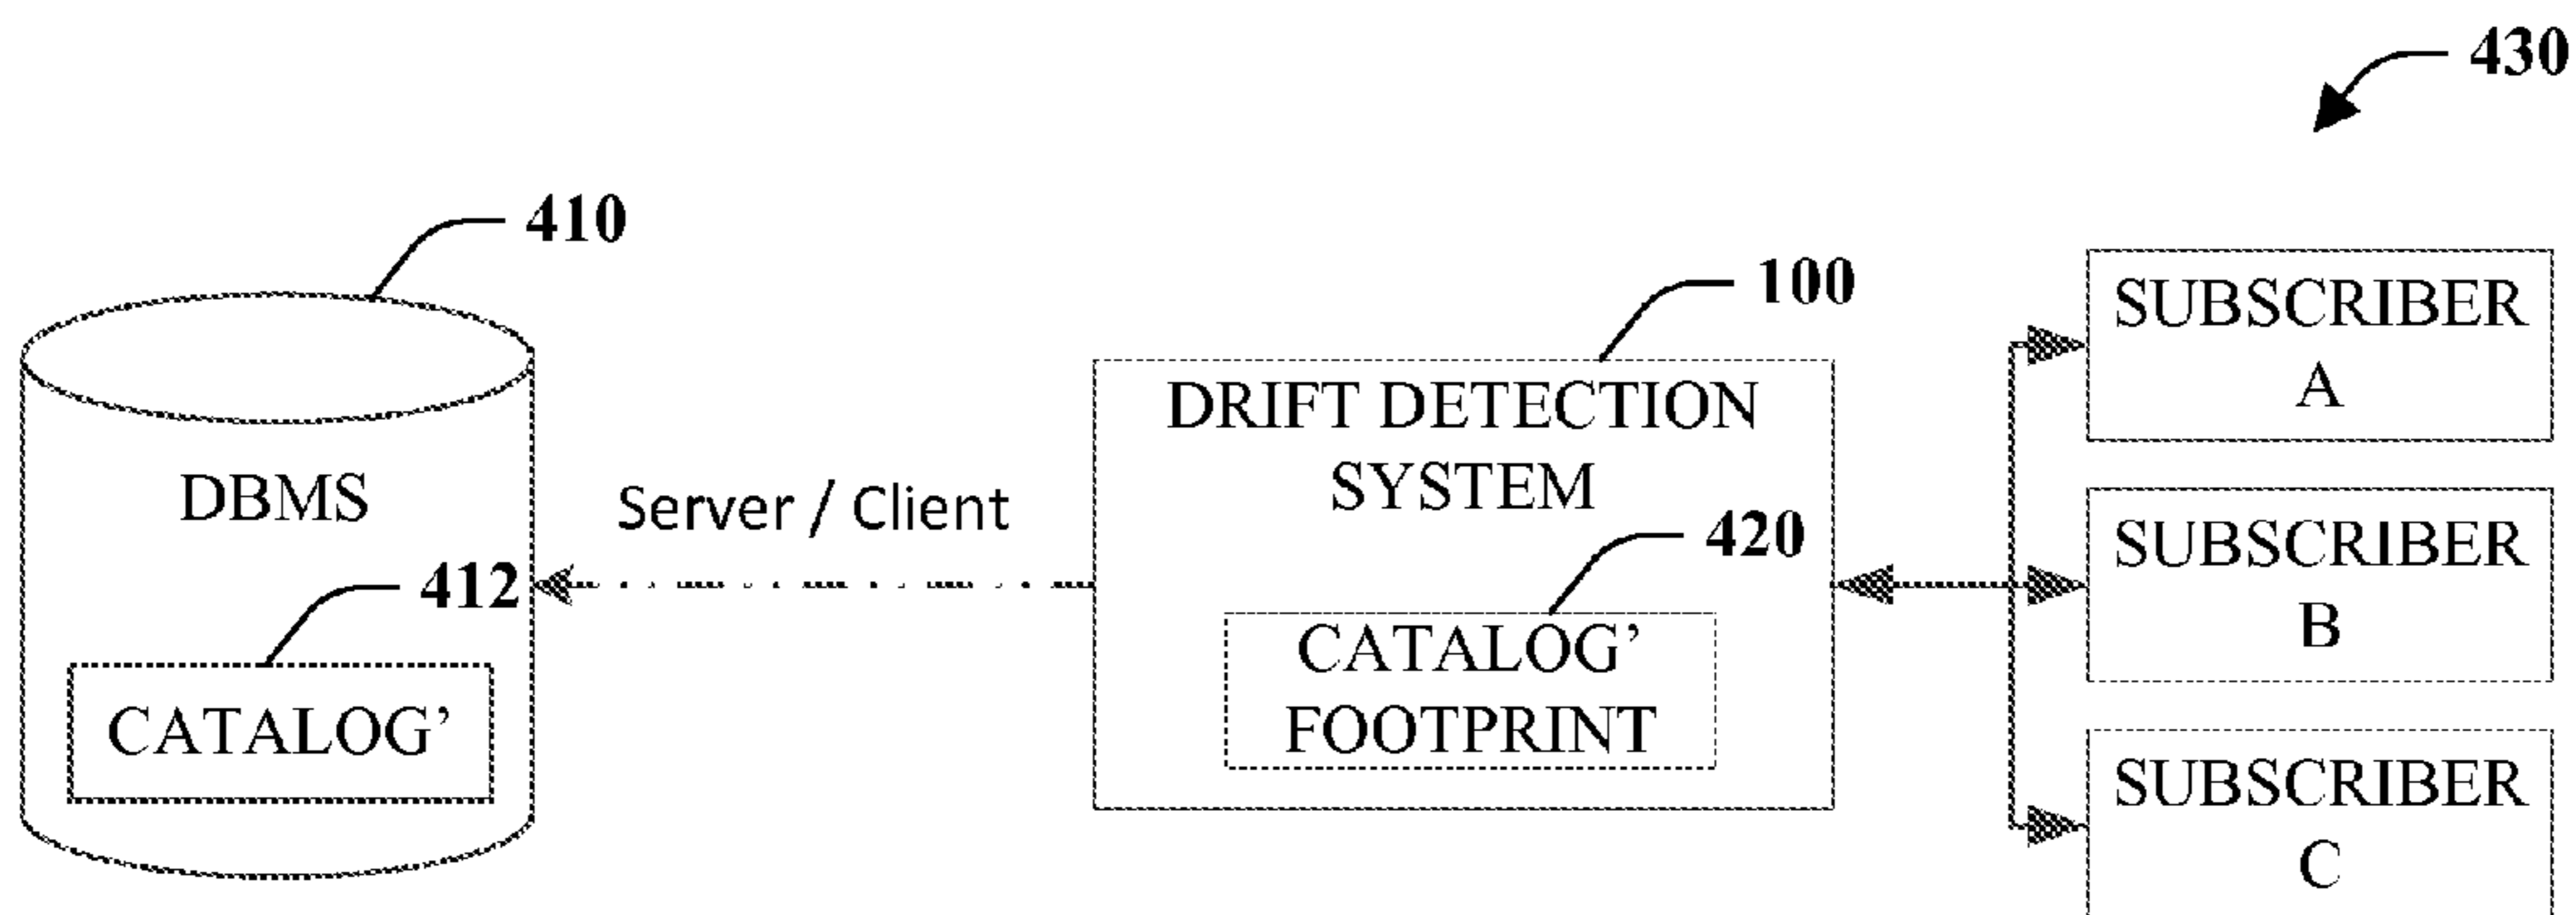 430
410
100
SUBSCRIBER
A
DRIFT DETECTION
SYSTEM
DBMS
Server / Client
420
SUBSCRIBER
B
412
CATALOG’
FOOTPRINT
CATALOG’
SUBSCRIBER
C